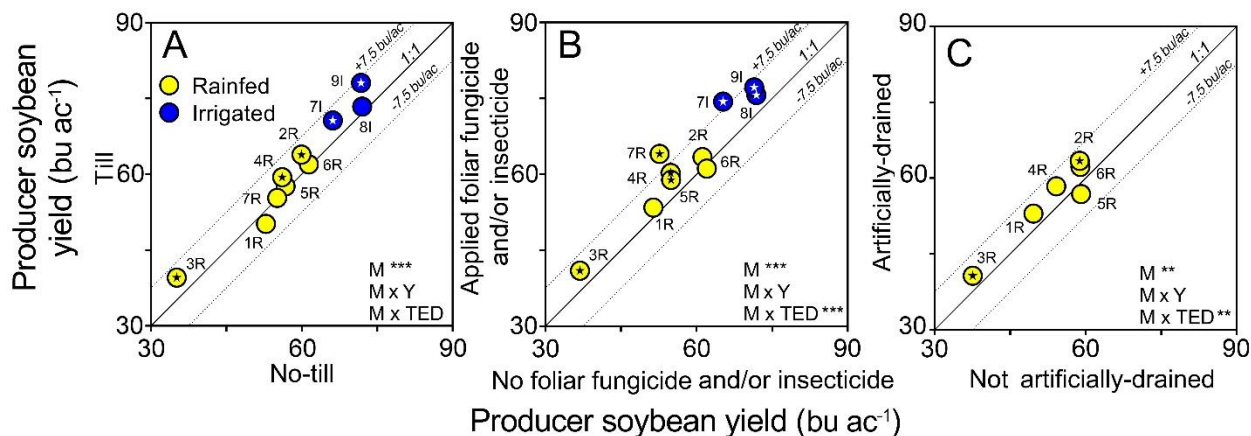 Producer soybean
yield (bu ac⁻¹)
Till
90
60
30
A
Rainfed
Irrigated
+7.5 bu/ac
1:1
-7.5 bu/ac
9I
7I
8I
2R
4R
6R
7R
5R
1R
3R
M ***
M x Y
M x TED
30
60
90
No-till
Applied foliar fungicide
and/or insecticide
90
60
30
B
+7.5 bu/ac
1:1
-7.5 bu/ac
9I
7I
8I
7R
2R
4R
6R
5R
1R
3R
M ***
M x Y
M x TED ***
30
60
90
No foliar fungicide and/or insecticide
Artificially-drained
90
60
30
C
+7.5 bu/ac
1:1
-7.5 bu/ac
2R
4R
6R
5R
1R
3R
M **
M x Y
M x TED **
30
60
90
Not artificially-drained
Producer soybean yield (bu ac⁻¹)